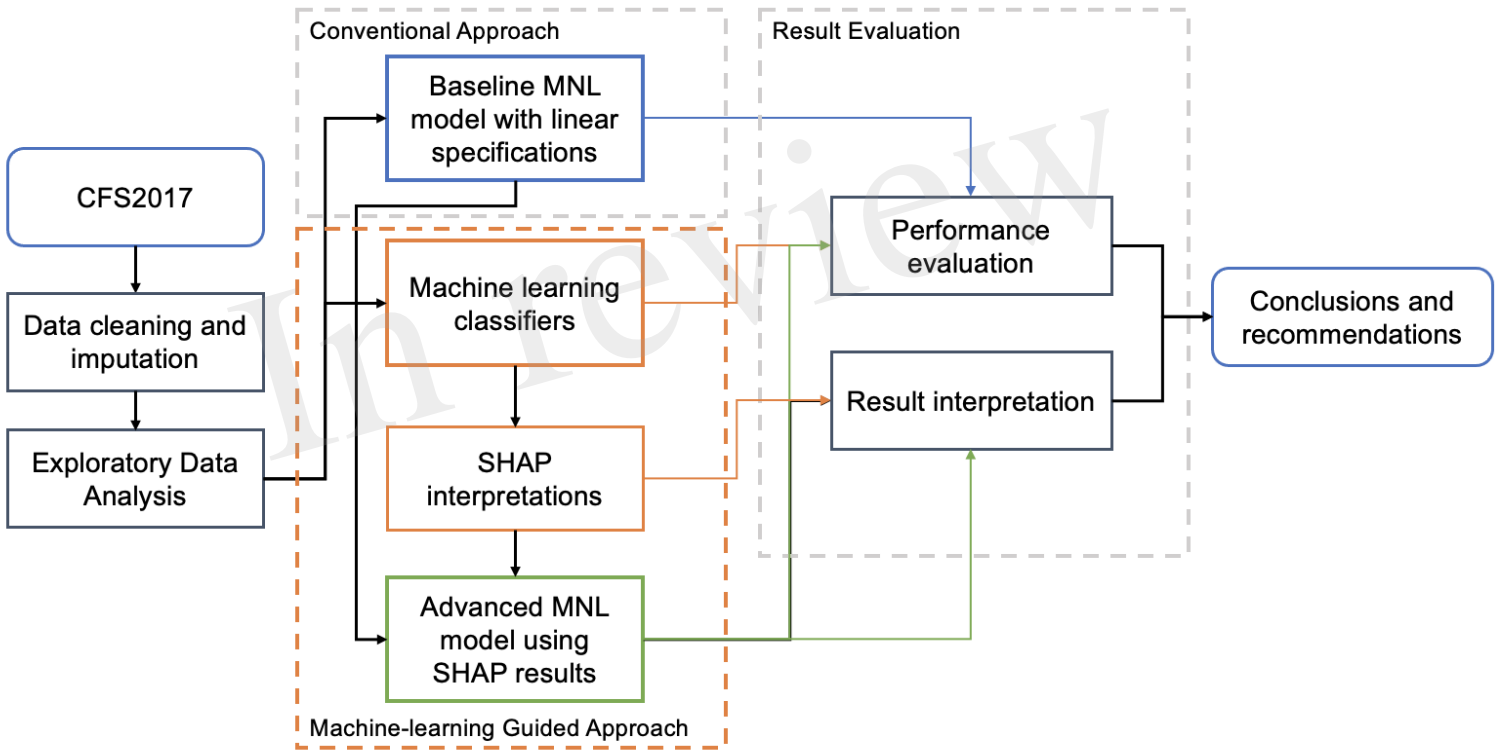 Conventional Approach
Result Evaluation
Baseline MNL
model with linear
specifications
CFS2017
Performance
evaluation
Machine learning
classifiers
Conclusions and
recommendations
Data cleaning and
imputation
Result interpretation
Exploratory Data
Analysis
SHAP
interpretations
Advanced MNL
model using
SHAP results
Machine-learning Guided Approach
In review